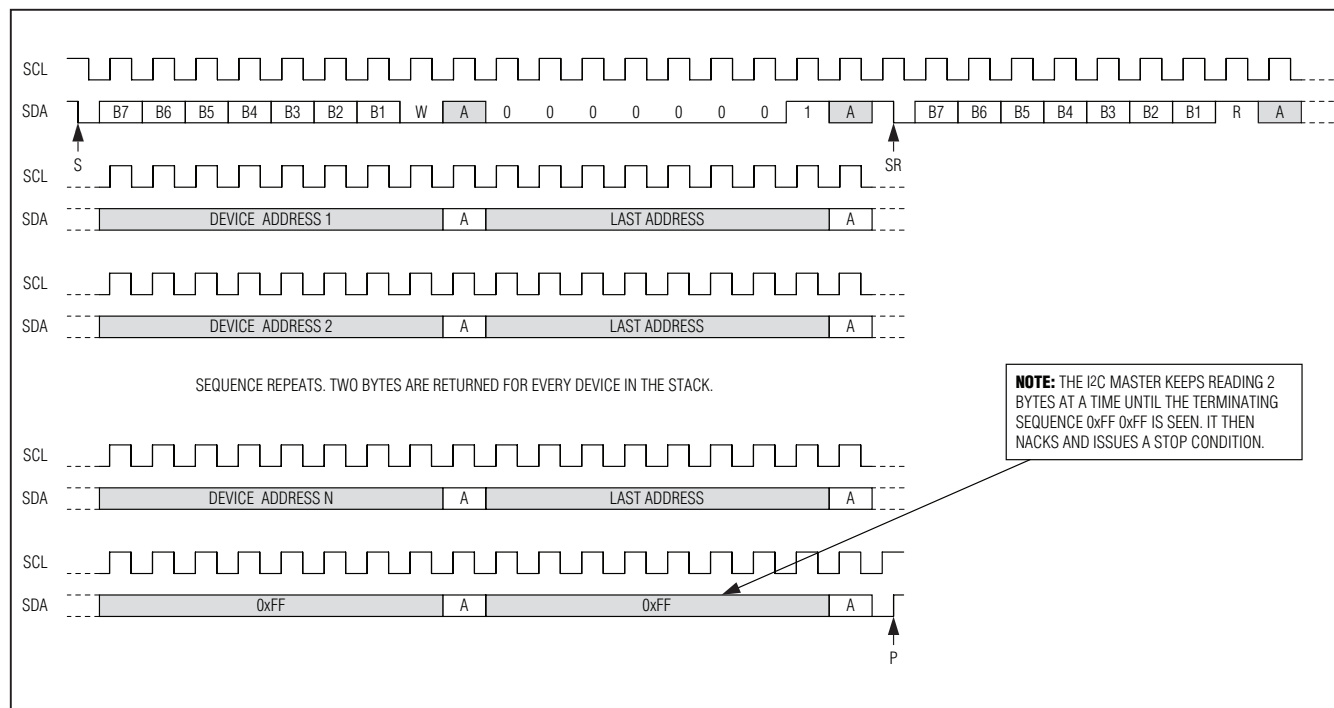 SCL
SDA B7 B6 B5 B4 B3 B2 B1 W A 0 0 0 0 0 0 0 1 A B7 B6 B5 B4 B3 B2 B1 R A
S SR
SCL
SDA DEVICE ADDRESS 1 A LAST ADDRESS A
SCL
SDA DEVICE ADDRESS 2 A LAST ADDRESS A
SEQUENCE REPEATS. TWO BYTES ARE RETURNED FOR EVERY DEVICE IN THE STACK.
NOTE: THE I2C MASTER KEEPS READING 2
BYTES AT A TIME UNTIL THE TERMINATING
SEQUENCE 0xFF 0xFF IS SEEN. IT THEN
NACKS AND ISSUES A STOP CONDITION.
SCL
SDA DEVICE ADDRESS N A LAST ADDRESS A
SCL
SDA 0xFF A 0xFF A
P